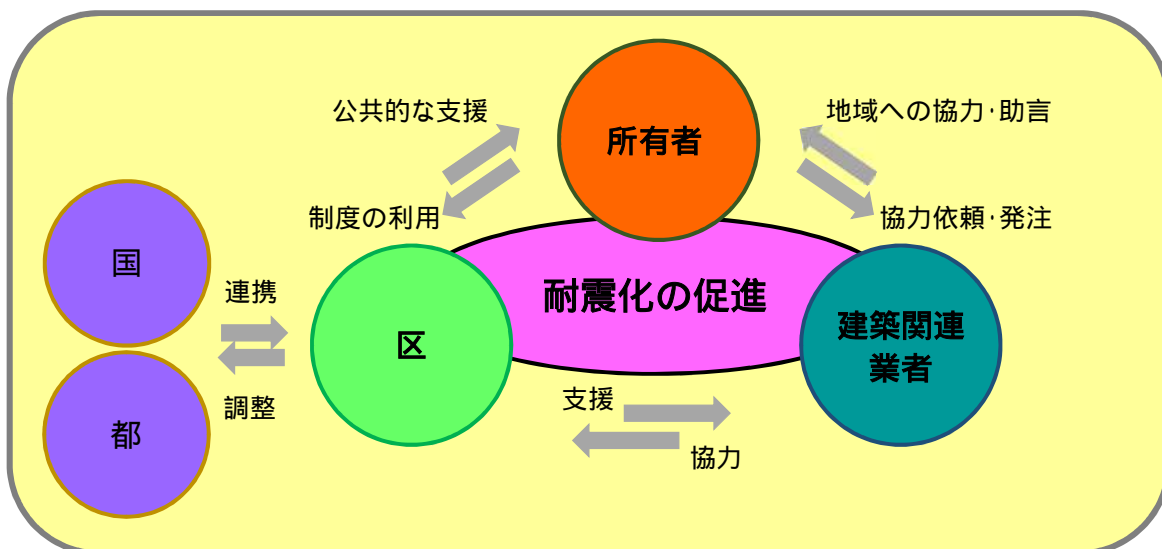 公共的な支援
所有者
地域への協力·助言
制度の利用
協力依頼·発注
国
連携
耐震化の促進
区
建築関連
業者
調整
都
支援
協力